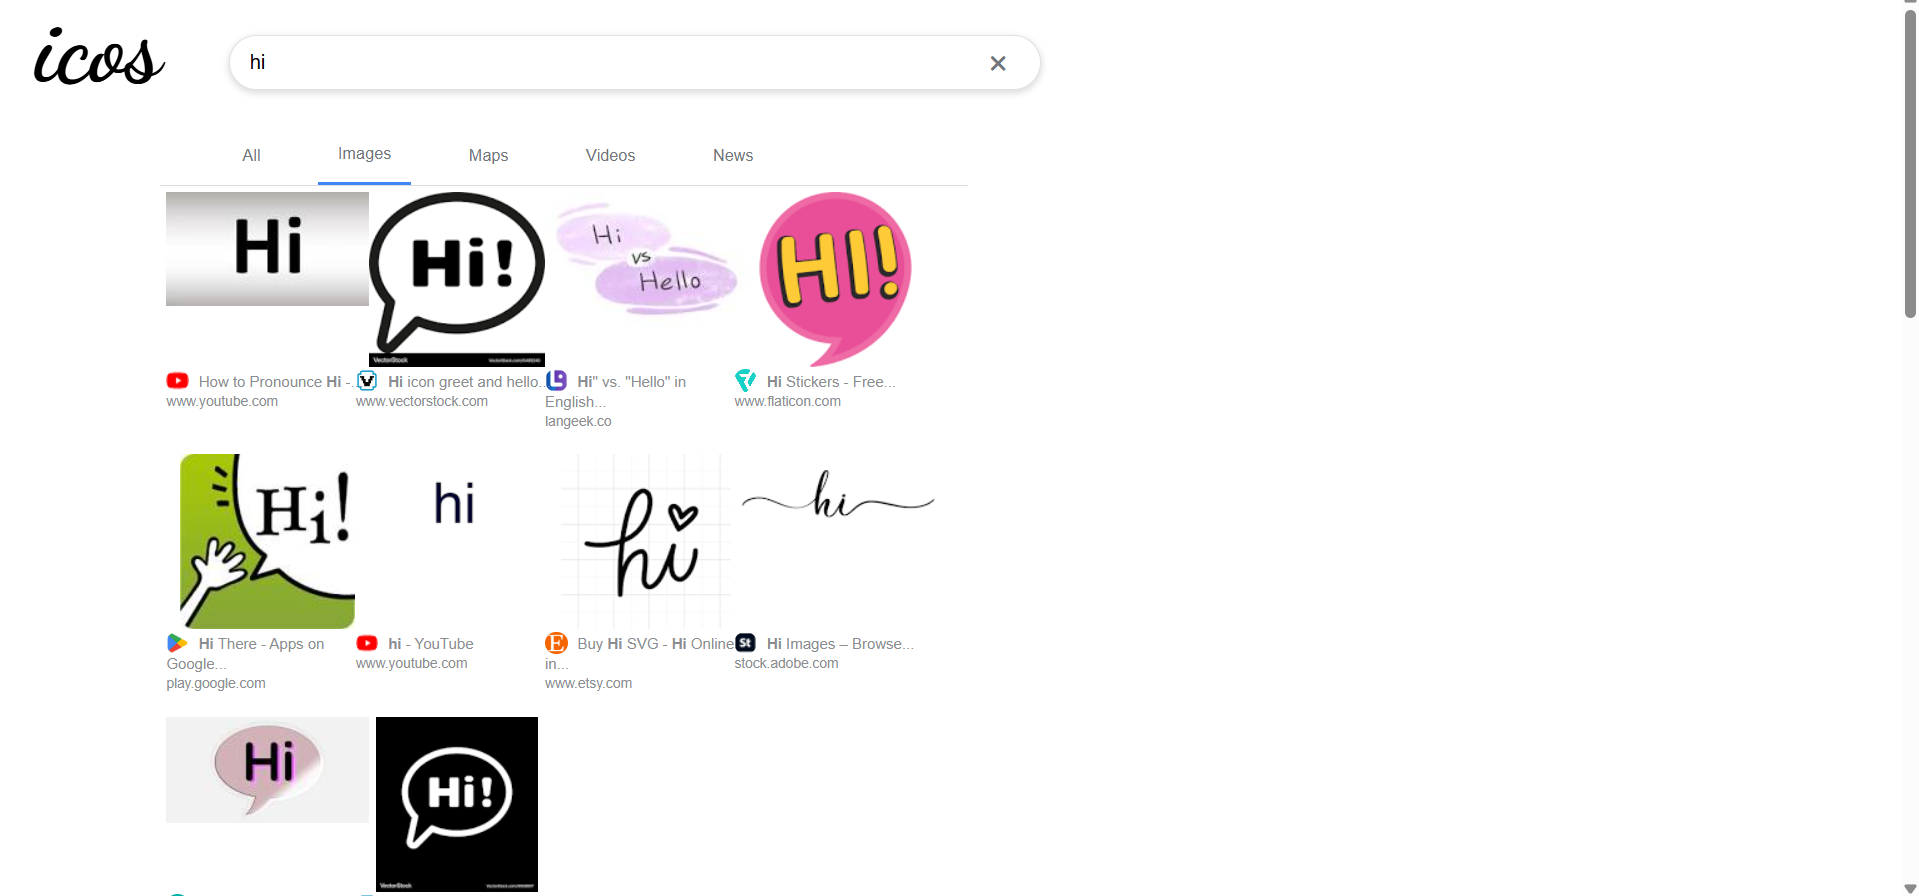 icos
hi
All
Images
Maps
Videos
News
Hi
Hi!
Hi
vs
Hello
HI!
VectorStock
How to Pronounce Hi -...
www.youtube.com
Hi icon greet and hello...
www.vectorstock.com
Hi" vs. "Hello" in
English...
langeek.co
Hi Stickers - Free...
www.flaticon.com
Hi!
hi
hi
hi
Hi There - Apps on
Google...
play.google.com
hi - YouTube
www.youtube.com
E
Buy Hi SVG - Hi Online
in...
www.etsy.com
St
Hi Images – Browse...
stock.adobe.com
Hi
Hi!
VectorStock